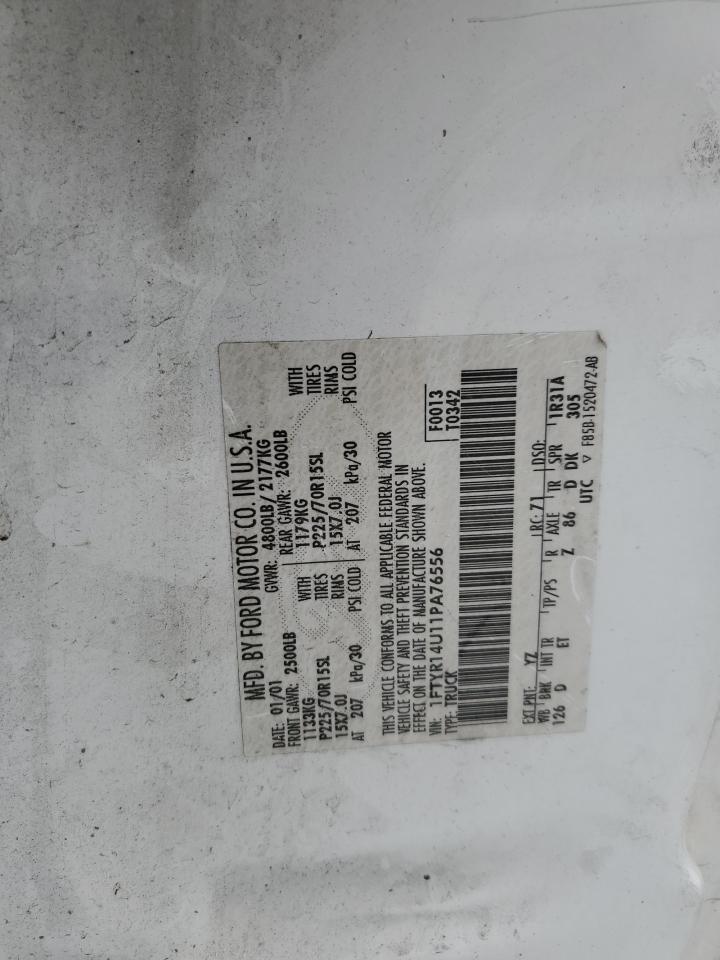 MFD. BY FORD MOTOR CO. IN U.S.A.
DATE: 01/01 GVWR: 4800LB/ 2177KG
FRONT GAWR: 2500LB REAR GAWR: 2600LB
1133KG WITH 1179KG WITH
P225/70R15SL TIRES P225/70R15SL TIRES
15X7.0J RIMS 15X7.0J RIMS
AT 207 kPa/30 PSI COLD AT 207 kPa/30 PSI COLD
THIS VEHICLE CONFORMS TO ALL APPLICABLE FEDERAL MOTOR
VEHICLE SAFETY AND THEFT PREVENTION STANDARDS IN
EFFECT ON THE DATE OF MANUFACTURE SHOWN ABOVE.
VIN: 1FTYR14U11PA76556 F0013
TYPE: TRUCK T0342
EXT PNT: YZ RC: 71 DSO:
WB BRK INT TR TP/PS R AXLE TR SPR 1R31A
126 D ET Z 86 D DK 305
UTC ▽ F85B-1520472-AB